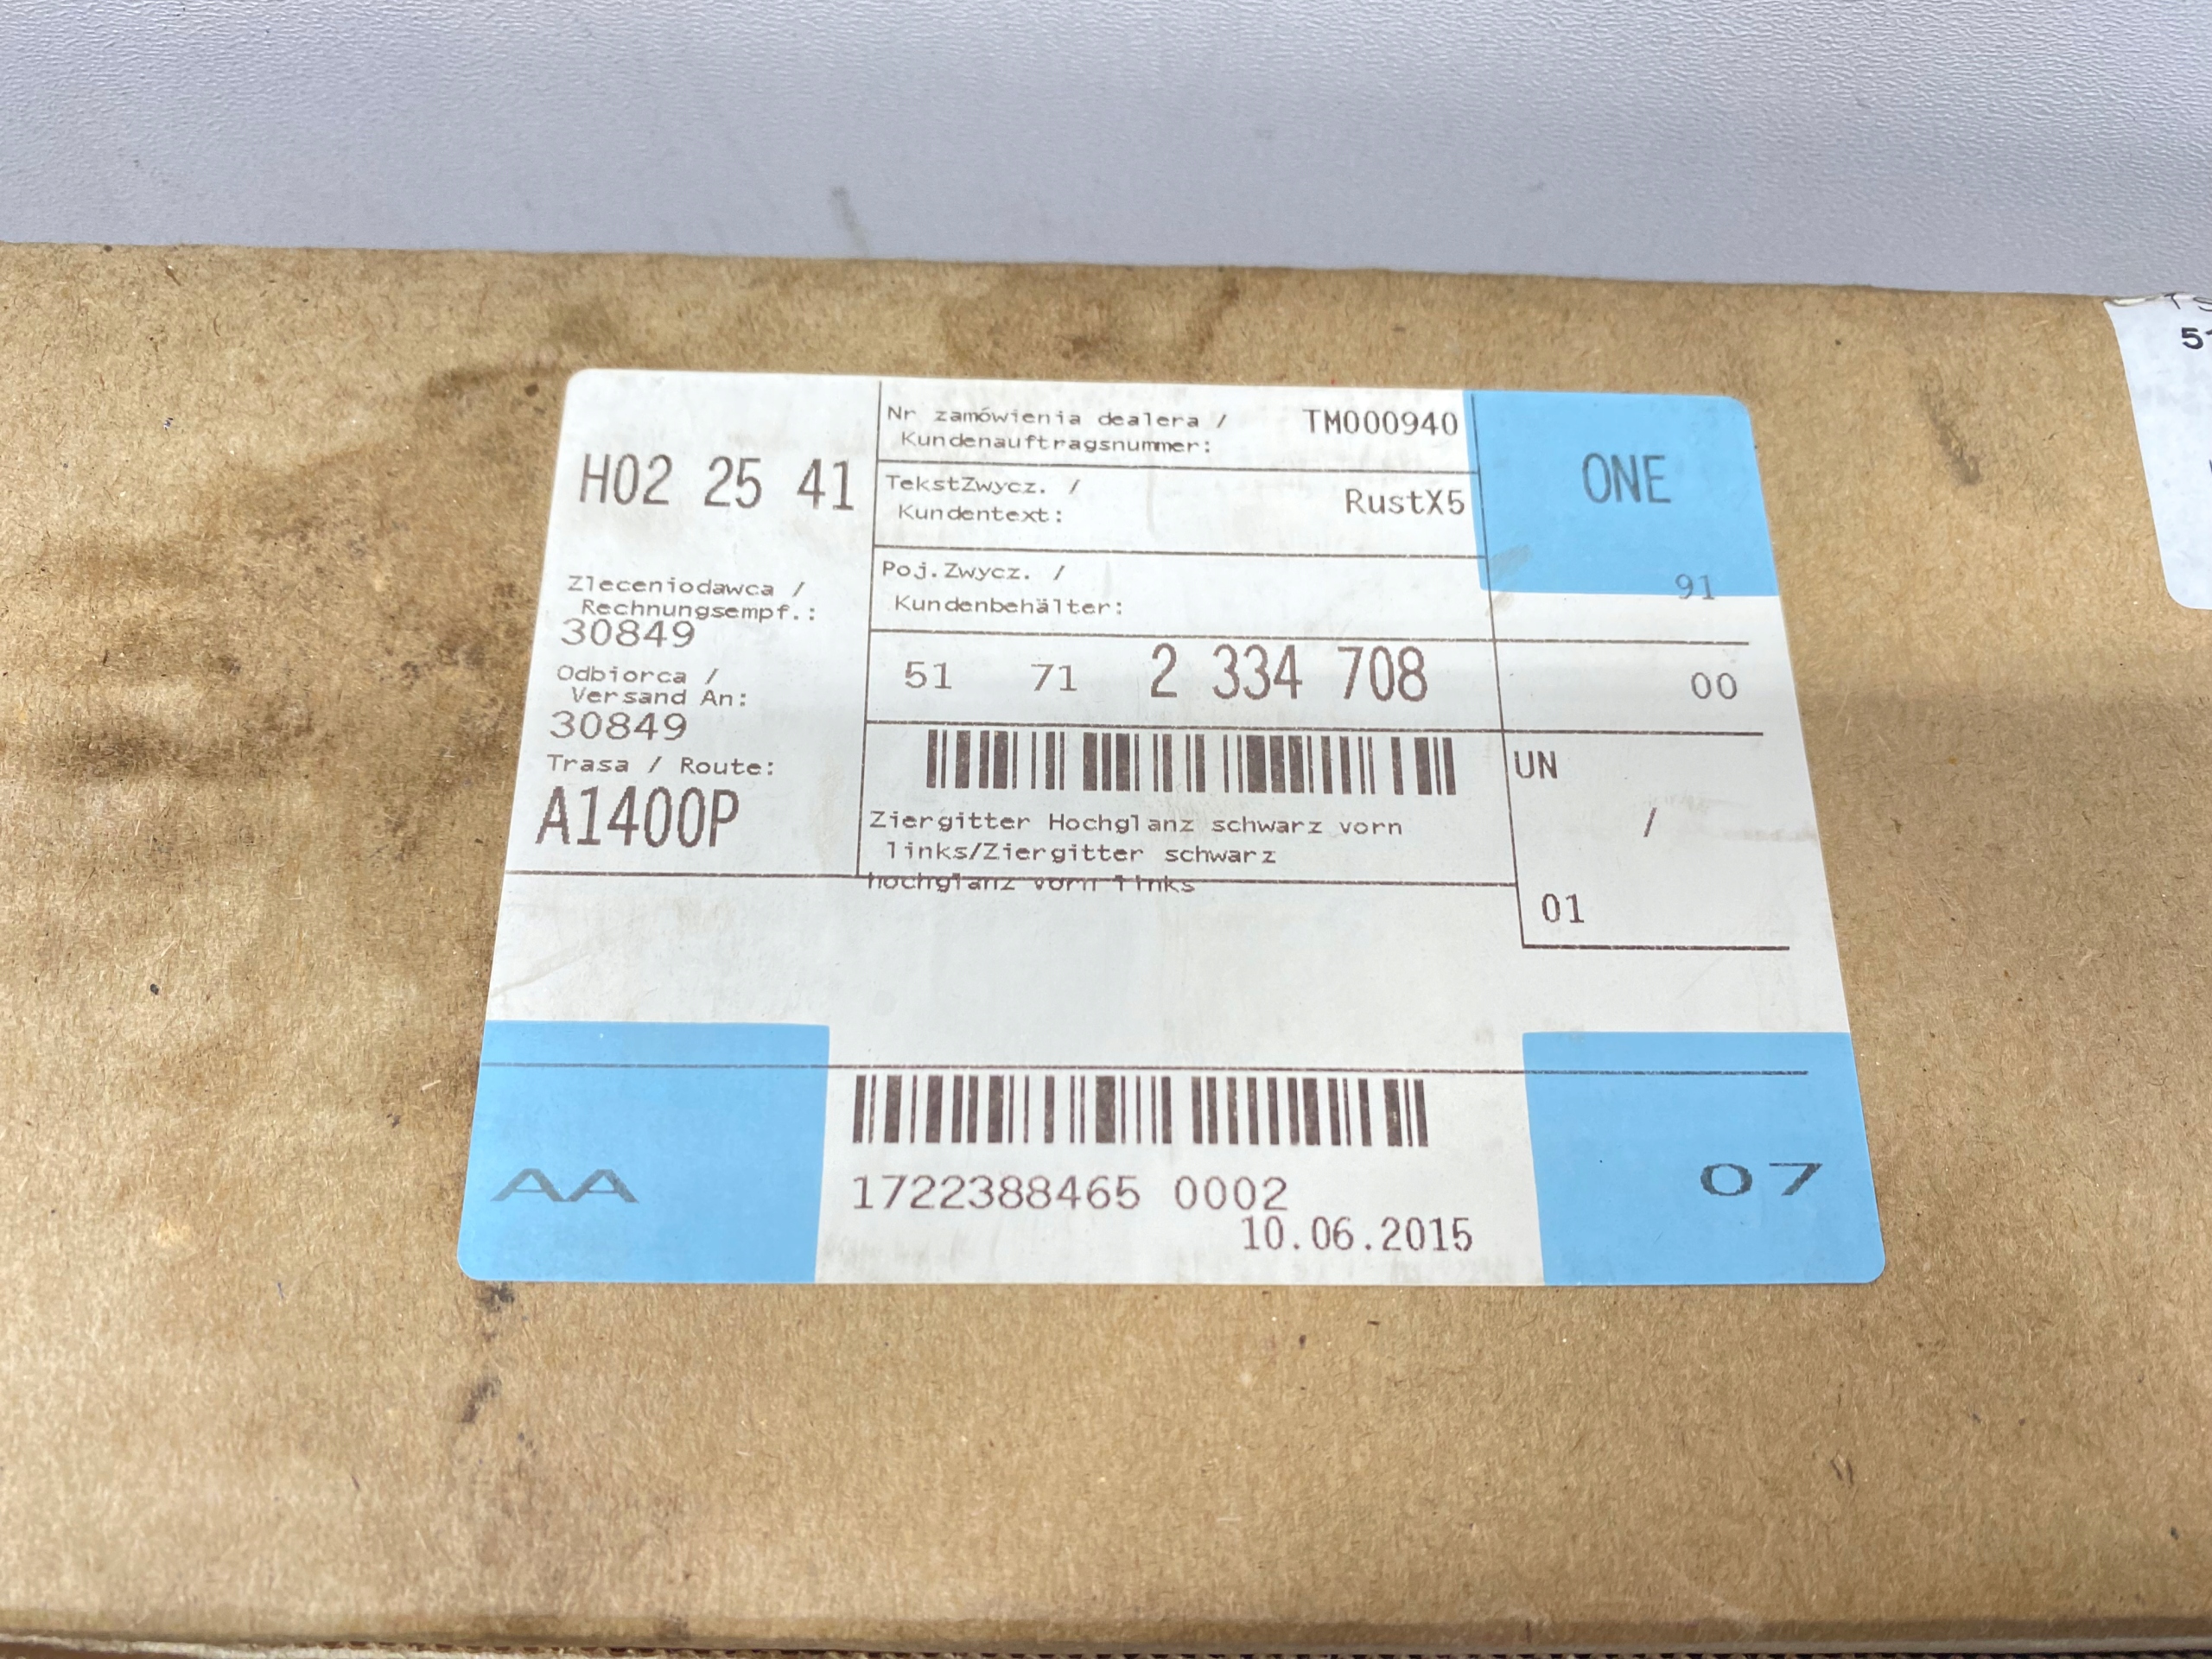 H02 25 41
Nr zamówienia dealera / TM000940
Kundenauftragsnummer:
TekstZwycz. / RustX5
Kundentext:
ONE
91
Poj.Zwycz. /
Kundenbehälter:
Zleceniodawca /
Rechnungsempf.:
30849
Odbiorca /
Versand An:
30849
Trasa / Route:
A1400P
51 71 2 334 708 00
Ziergitter Hochglanz schwarz vorn
links/Ziergitter schwarz
hochglanz vorn links
UN
/
01
AA
1722388465 0002
10.06.2015
07